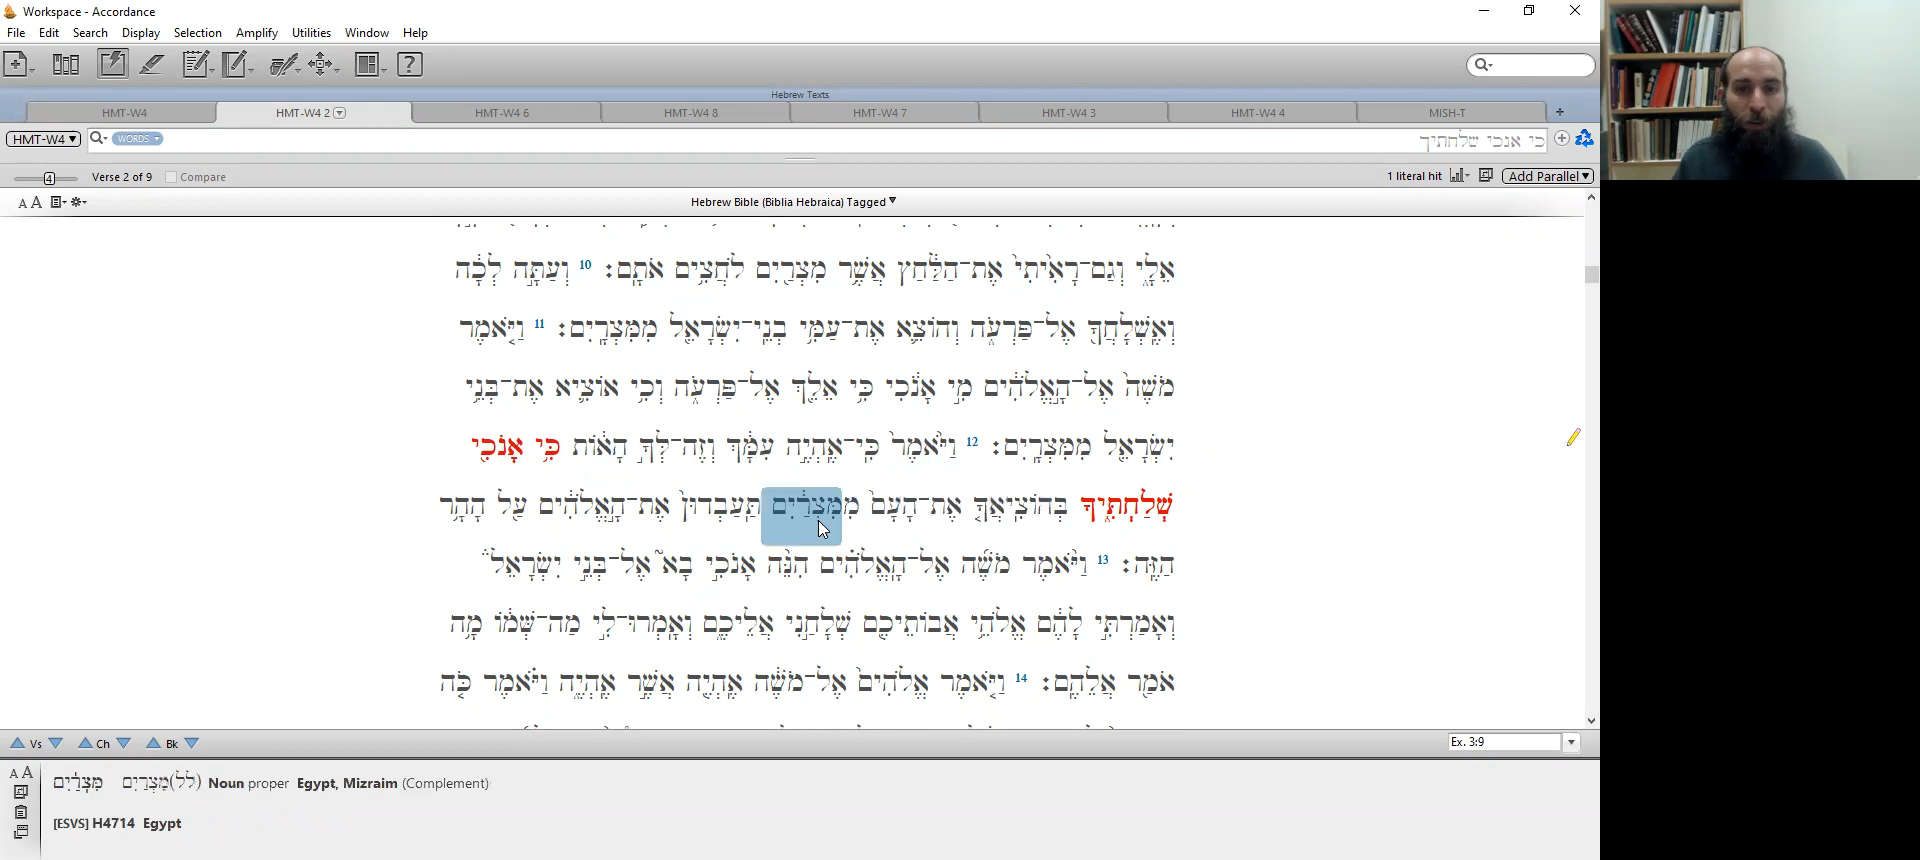 Workspace - Accordance
File Edit Search Display Selection Amplify Utilities Window Help
Hebrew Texts
HMT-W4 HMT-W4 2 HMT-W4 6 HMT-W4 8 HMT-W4 7 HMT-W4 3 HMT-W4 4 MISH-T
HMT-W4 WORDS כי אנכי שלחתיך
4 Verse 2 of 9 Compare 1 literal hit Add Parallel
A A Hebrew Bible (Biblia Hebraica) Tagged
אֵלָ֑י וְגַם־רָאִ֙יתִי֙ אֶת־הַלַּ֔חַץ אֲשֶׁ֥ר מִצְרַ֖יִם לֹחֲצִ֥ים אֹתָֽם׃ 10 וְעַתָּ֣ה לְכָ֔ה
וְאֶֽשְׁלָחֲךָ֖ אֶל־פַּרְעֹ֑ה וְהוֹצֵ֛א אֶת־עַמִּ֥י בְנֵֽי־יִשְׂרָאֵ֖ל מִמִּצְרָֽיִם׃ 11 וַיֹּ֤אמֶר
מֹשֶׁה֙ אֶל־הָ֣אֱלֹהִ֔ים מִ֣י אָנֹ֔כִי כִּ֥י אֵלֵ֖ךְ אֶל־פַּרְעֹ֑ה וְכִ֥י אוֹצִ֛יא אֶת־בְּנֵ֥י
יִשְׂרָאֵ֖ל מִמִּצְרָֽיִם׃ 12 וַיֹּ֙אמֶר֙ כִּֽי־אֶֽהְיֶ֣ה עִמָּ֔ךְ וְזֶה־לְּךָ֣ הָא֔וֹת כִּ֥י אָנֹכִ֖י
שְׁלַחְתִּ֑יךָ בְּהוֹצִֽיאֲךָ֤ אֶת־הָעָם֙ מִמִּצְרַ֔יִם תַּֽעַבְדוּן֙ אֶת־הָ֣אֱלֹהִ֔ים עַ֖ל הָהָ֥ר
הַזֶּֽה׃ 13 וַיֹּ֨אמֶר מֹשֶׁ֜ה אֶל־הָֽאֱלֹהִ֗ים הִנֵּ֨ה אָנֹכִ֣י בָא֮ אֶל־בְּנֵ֣י יִשְׂרָאֵל֒
וְאָמַרְתִּ֣י לָהֶ֔ם אֱלֹהֵ֥י אֲבוֹתֵיכֶ֖ם שְׁלָחַ֣נִי אֲלֵיכֶ֑ם וְאָֽמְרוּ־לִ֣י מַה־שְּׁמ֔וֹ מָ֥ה
אֹמַ֖ר אֲלֵהֶֽם׃ 14 וַיֹּ֤אמֶר אֱלֹהִים֙ אֶל־מֹשֶׁ֔ה אֶֽהְיֶ֖ה אֲשֶׁ֣ר אֶֽהְיֶ֑ה וַיֹּ֗אמֶר כֹּ֤ה
Vs Ch Bk Ex. 3:9
A A מִּצְרַ֔יִם מִצְרַיִם(לל) Noun proper Egypt, Mizraim (Complement)
[ESVS] H4714 Egypt